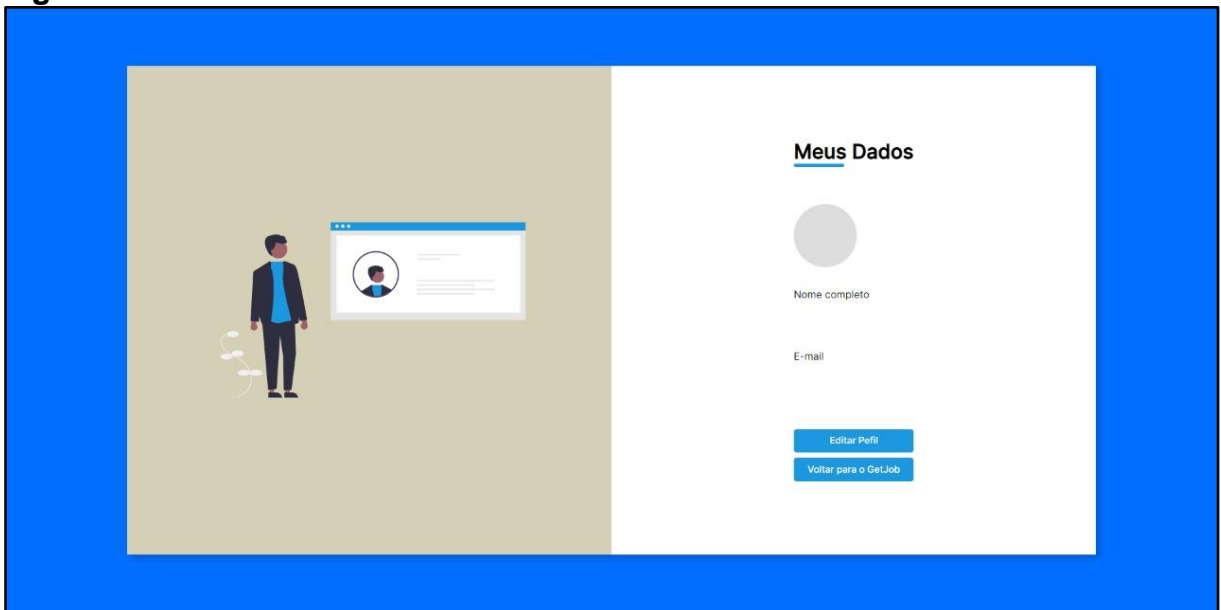 Meus Dados
Nome completo
E-mail
Editar Pefil
Voltar para o GetJob